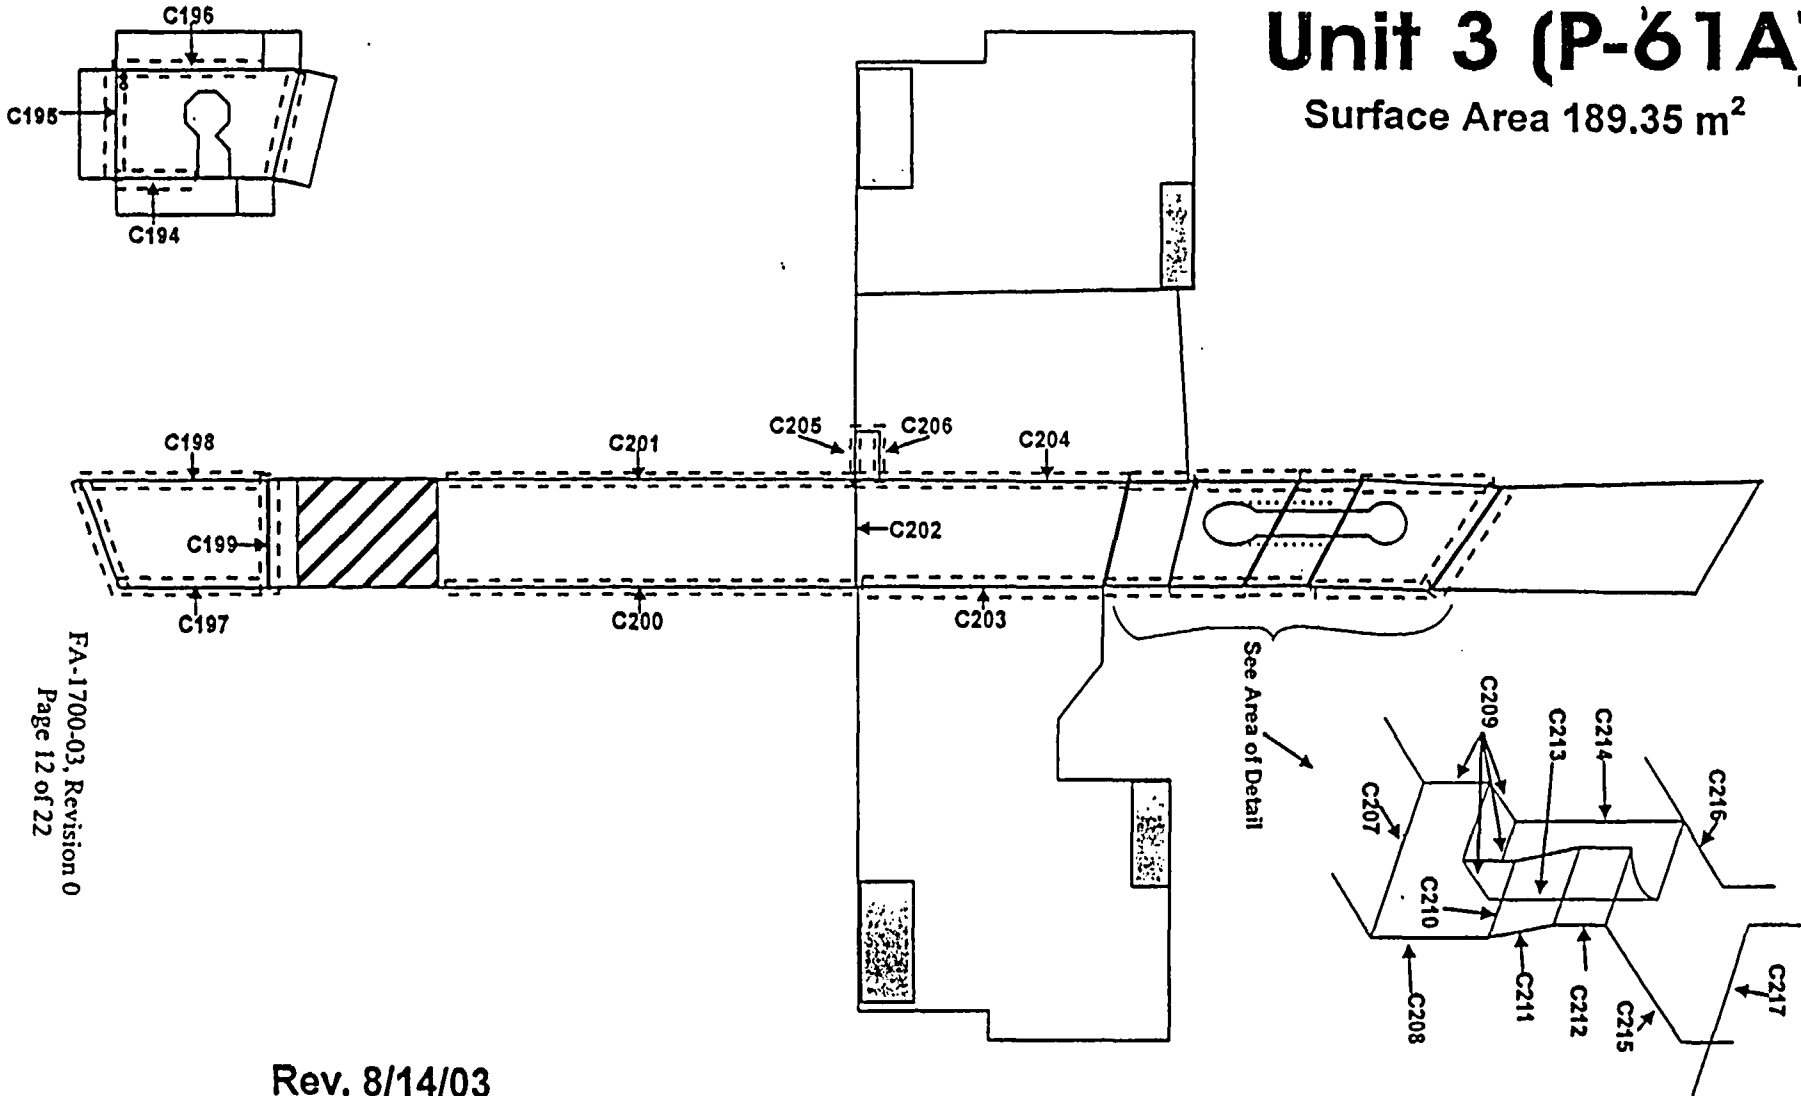 Unit 3 (P-61A)
Surface Area 189.35 m²
C196
C195
C194
C205
C206
C198
C201
C204
C199
C202
C197
C200
C203
FA-1700-03, Revision 0
Page 12 of 22
See Area of Detail
C209
C213
C214
C216
C207
C210
C208
C211
C212
C215
C217
Rev. 8/14/03